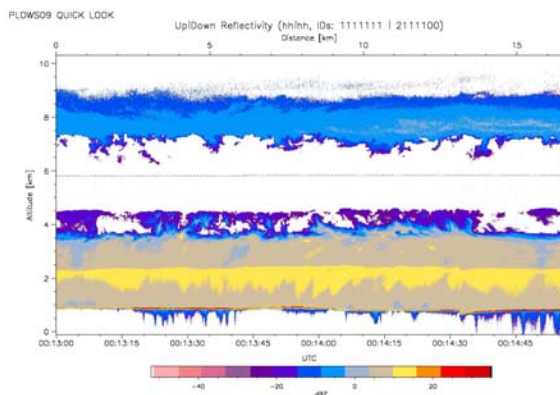 PLOWS09 QUICK LOOK
Up|Down Reflectivity (hh|hh, IDs: 1111111 | 2111100)
Distance [km]
0 5 10 15
10
8
6
4
2
0
Altitude [km]
00:13:00 00:13:15 00:13:30 00:13:45 00:14:00 00:14:15 00:14:30 00:14:45
UTC
-40 -20 0 20
dBZ